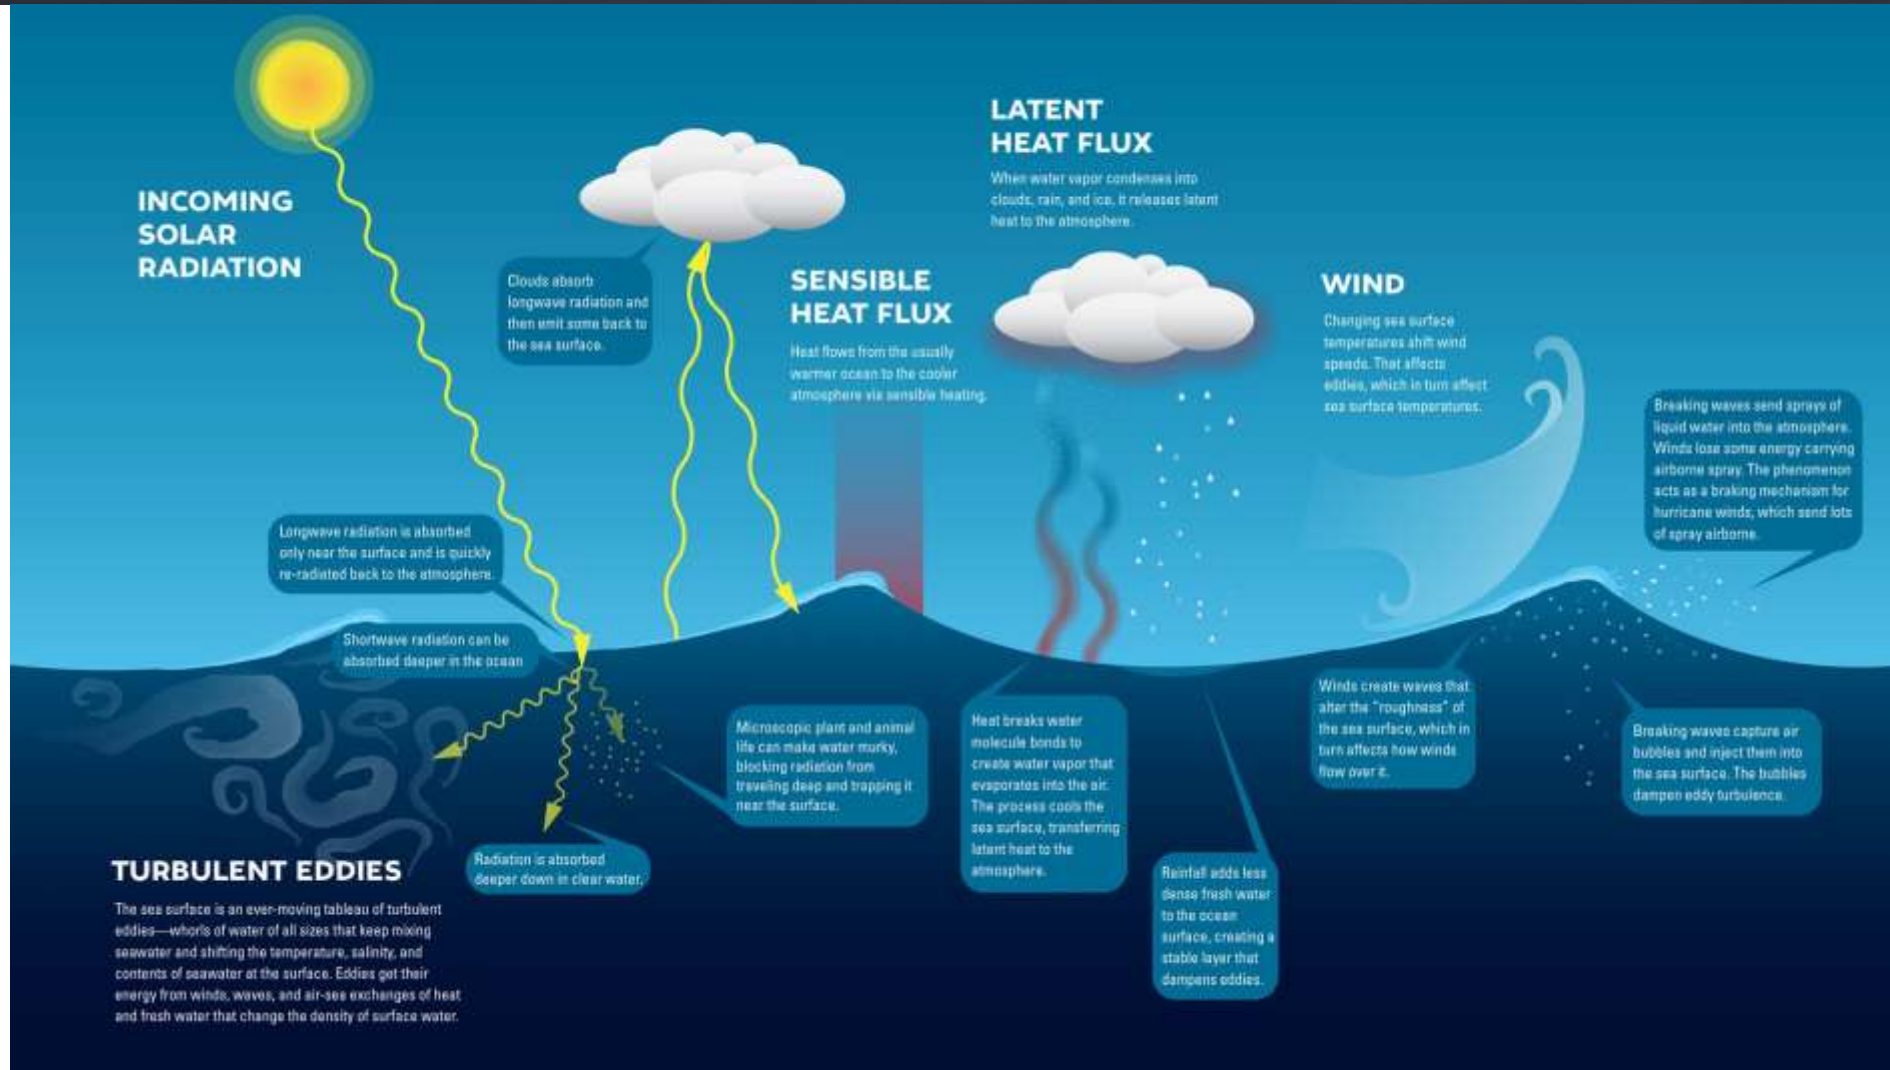 INCOMING
SOLAR
RADIATION
Clouds absorb
longwave radiation and
then emit some back to
the sea surface.
SENSIBLE
HEAT FLUX
Heat flows from the usually
warmer ocean to the cooler
atmosphere via sensible heating.
LATENT
HEAT FLUX
When water vapor condenses into
clouds, rain, and ice, it releases latent
heat to the atmosphere.
WIND
Changing sea surface
temperatures shift wind
speeds. That affects
eddies, which in turn affect
sea surface temperatures.
Breaking waves send sprays of
liquid water into the atmosphere.
Winds lose some energy carrying
airborne spray. The phenomenon
acts as a braking mechanism for
hurricane winds, which send lots
of spray airborne.
Longwave radiation is absorbed
only near the surface and is quickly
re-radiated back to the atmosphere.
Shortwave radiation can be
absorbed deeper in the ocean
Microscopic plant and animal
life can make water murky,
blocking radiation from
traveling deep and trapping it
near the surface.
Radiation is absorbed
deeper down in clear water.
Heat breaks water
molecule bonds to
create water vapor that
evaporates into the air.
The process cools the
sea surface, transferring
latent heat to the
atmosphere.
Rainfall adds less
dense fresh water
to the ocean
surface, creating a
stable layer that
dampens eddies.
Winds create waves that
alter the "roughness" of
the sea surface, which in
turn affects how winds
flow over it.
Breaking waves capture air
bubbles and inject them into
the sea surface. The bubbles
dampen eddy turbulence.
TURBULENT EDDIES
The sea surface is an ever-moving tableau of turbulent
eddies—whorls of water of all sizes that keep mixing
seawater and shifting the temperature, salinity, and
contents of seawater at the surface. Eddies get their
energy from winds, waves, and air-sea exchanges of heat
and fresh water that change the density of surface water.